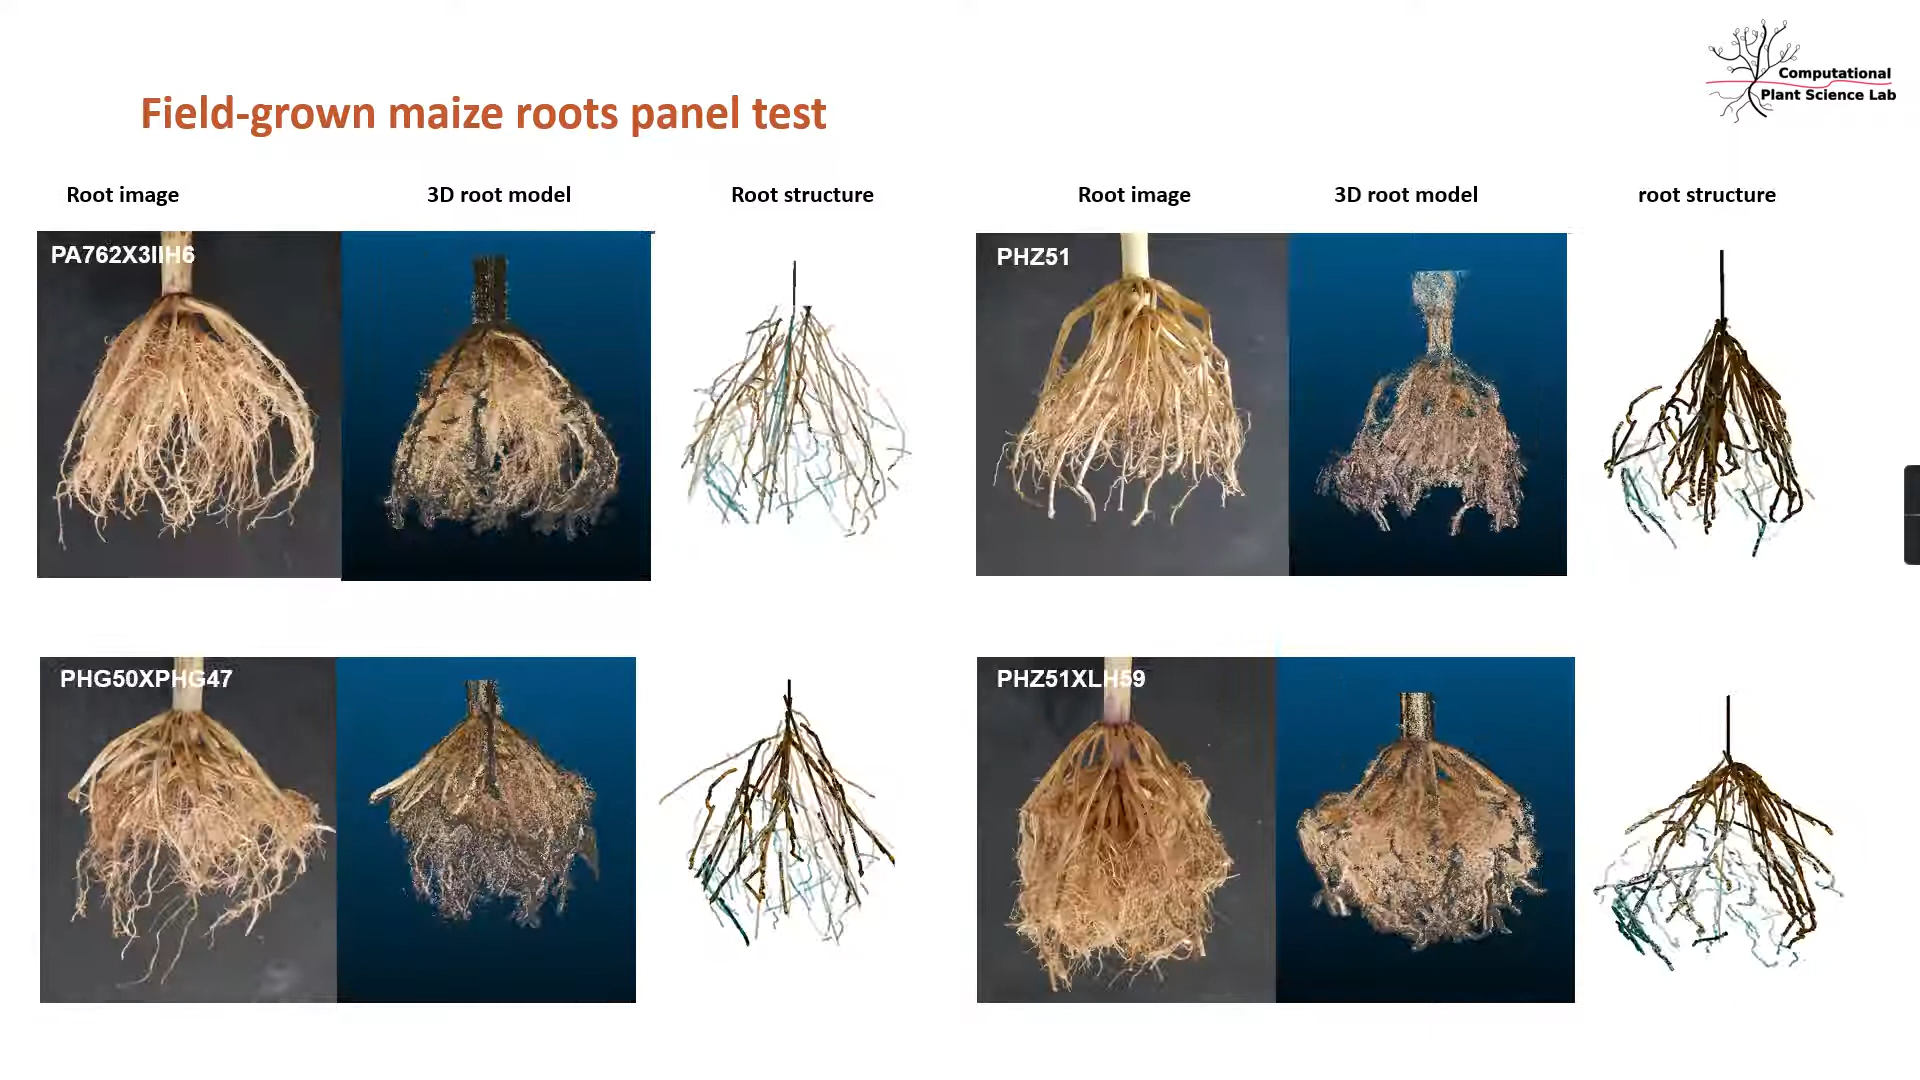 Computational
Plant Science Lab
Field-grown maize roots panel test
Root image
3D root model
Root structure
Root image
3D root model
root structure
PA762X3IIH6
PHZ51
PHG50XPHG47
PHZ51XLH59